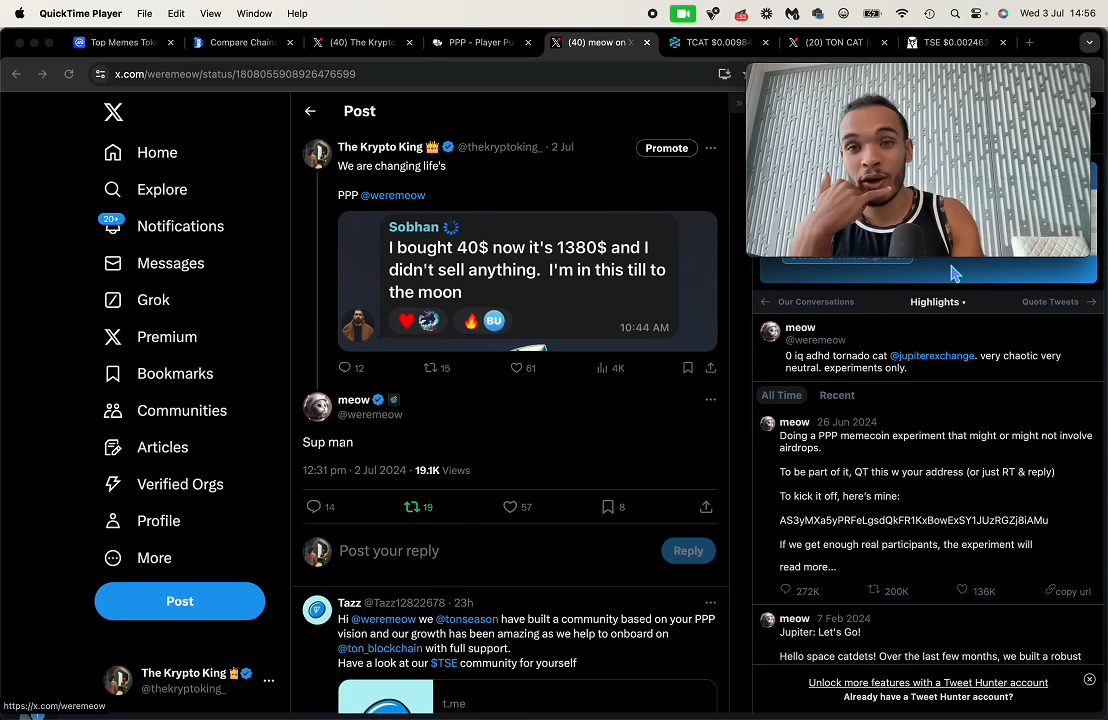 QuickTime Player File Edit View Window Help
52
Wed 3 Jul 14:56
Top Memes Tok
Compare Chain
(40) The Krypto
PPP - Player Pu
(40) meow on X
TCAT $0.00984
(20) TON CAT (
TSE $0.002463
x.com/weremeow/status/1808055908926476599
Home
Explore
20+
Notifications
Messages
Grok
Premium
Bookmarks
Communities
Articles
Verified Orgs
Profile
More
Post
The Krypto King
@thekryptoking_
https://x.com/weremeow
Post
The Krypto King @thekryptoking_ · 2 Jul
Promote
We are changing life's
PPP @weremeow
Sobhan
I bought 40$ now it's 1380$ and I
didn't sell anything. I'm in this till to
the moon
BU
10:44 AM
12 15 61 4K
meow
@weremeow
Sup man
12:31 pm · 2 Jul 2024 · 19.1K Views
14 19 57 8
Post your reply
Reply
Tazz @Tazz12822678 · 23h
Hi @weremeow we @tonseason have built a community based on your PPP
vision and our growth has been amazing as we help to onboard on
@ton_blockchain with full support.
Have a look at our $TSE community for yourself
t.me
Our Conversations
Highlights
Quote Tweets
meow
@weremeow
0 iq adhd tornado cat @jupiterexchange. very chaotic very
neutral. experiments only.
All Time Recent
meow 26 Jun 2024
Doing a PPP memecoin experiment that might or might not involve
airdrops.
To be part of it, QT this w your address (or just RT & reply)
To kick it off, here's mine:
AS3yMXa5yPRFeLgsdQkFR1KxBowExSY1JUzRGZj8iAMu
If we get enough real participants, the experiment will
read more...
272K 200K 136K copy url
meow 7 Feb 2024
Jupiter: Let's Go!
Hello space catdets! Over the last few months, we built a robust
Unlock more features with a Tweet Hunter account
Already have a Tweet Hunter account?